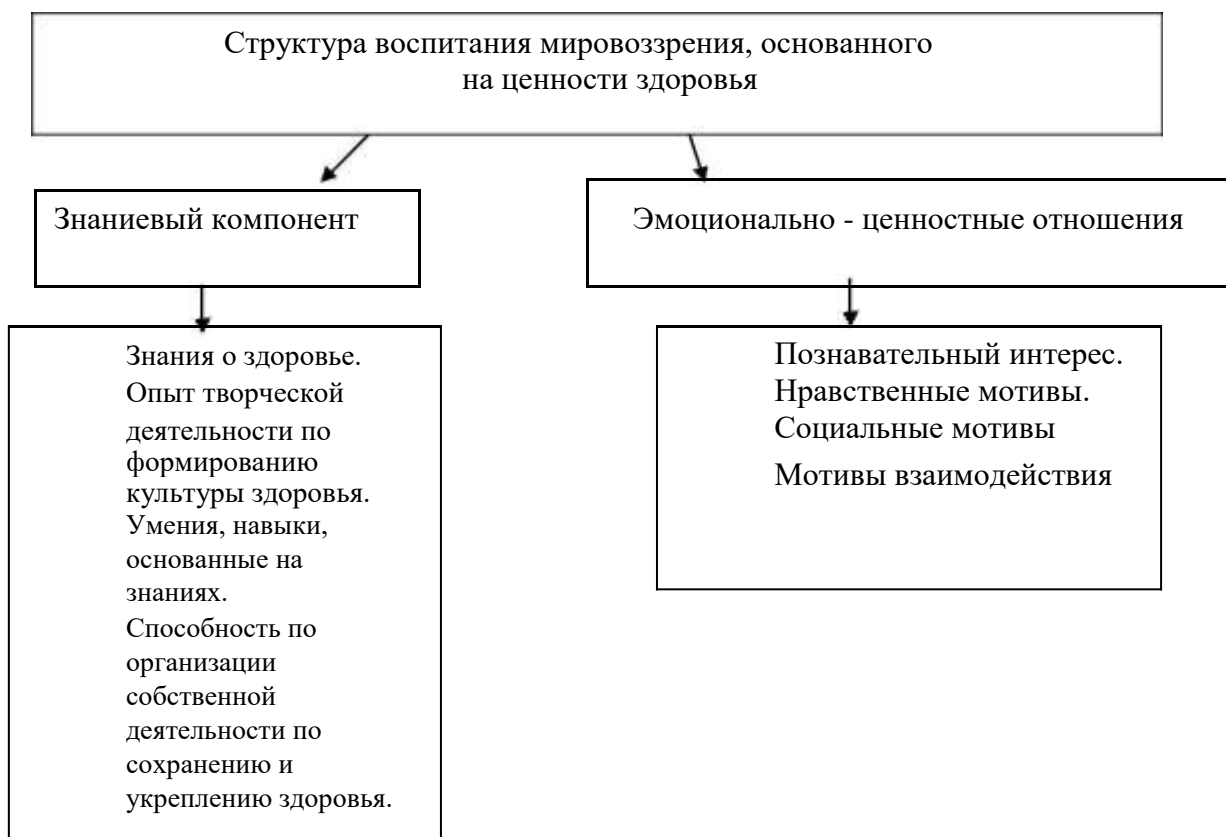 Структура воспитания мировоззрения, основанного
на ценности здоровья
Знаниевый компонент
Эмоционально - ценностные отношения
Знания о здоровье.
Опыт творческой
деятельности по
формированию
культуры здоровья.
Умения, навыки,
основанные на
знаниях.
Способность по
организации
собственной
деятельности по
сохранению и
укреплению здоровья.
Познавательный интерес.
Нравственные мотивы.
Социальные мотивы
Мотивы взаимодействия